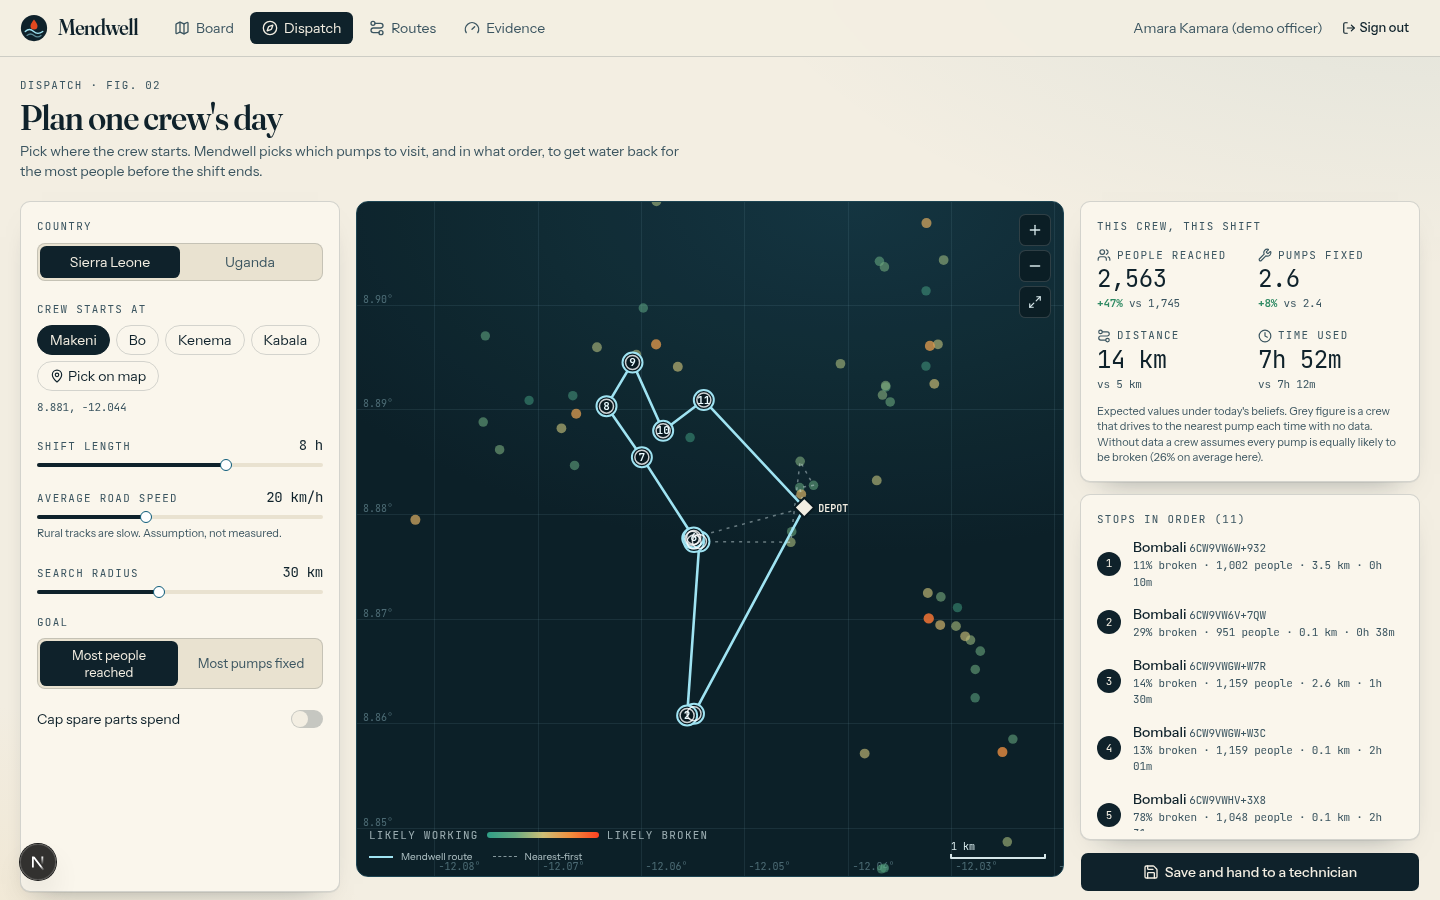 Mendwell
Board
Dispatch
Routes
Evidence
Amara Kamara (demo officer)
Sign out
DISPATCH · FIG. 02
Plan one crew's day
Pick where the crew starts. Mendwell picks which pumps to visit, and in what order, to get water back for
the most people before the shift ends.
COUNTRY
Sierra Leone
Uganda
CREW STARTS AT
Makeni
Bo
Kenema
Kabala
Pick on map
8.881, -12.044
SHIFT LENGTH
8 h
AVERAGE ROAD SPEED
20 km/h
Rural tracks are slow. Assumption, not measured.
SEARCH RADIUS
30 km
GOAL
Most people
reached
Most pumps fixed
Cap spare parts spend
N
8.90°
8.89°
8.88°
8.87°
8.86°
8.85°
9
8
11
10
7
DEPOT
LIKELY WORKING
LIKELY BROKEN
Mendwell route
Nearest-first
1 km
-12.08°
-12.07°
-12.06°
-12.05°
-12.03°
THIS CREW, THIS SHIFT
PEOPLE REACHED
2,563
+47% vs 1,745
PUMPS FIXED
2.6
+8% vs 2.4
DISTANCE
14 km
vs 5 km
TIME USED
7h 52m
vs 7h 12m
Expected values under today's beliefs. Grey figure is a crew
that drives to the nearest pump each time with no data.
Without data a crew assumes every pump is equally likely to
be broken (26% on average here).
STOPS IN ORDER (11)
1
Bombali 6CW9VW6W+932
11% broken · 1,002 people · 3.5 km · 0h
10m
2
Bombali 6CW9VW6V+7QW
29% broken · 951 people · 0.1 km · 0h 38m
3
Bombali 6CW9VWGW+W7R
14% broken · 1,159 people · 2.6 km · 1h
30m
4
Bombali 6CW9VWGW+W3C
13% broken · 1,159 people · 0.1 km · 2h
01m
5
Bombali 6CW9VWHV+3X8
78% broken · 1,048 people · 0.1 km · 2h
Save and hand to a technician